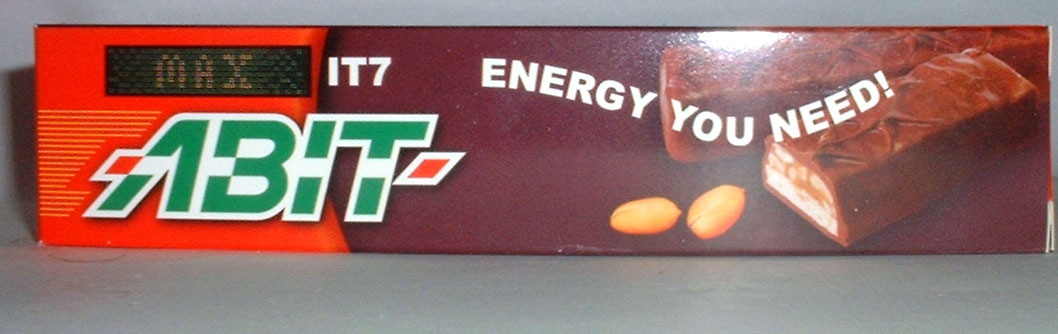 MAX
IT7
ABIT
ENERGY YOU NEED!